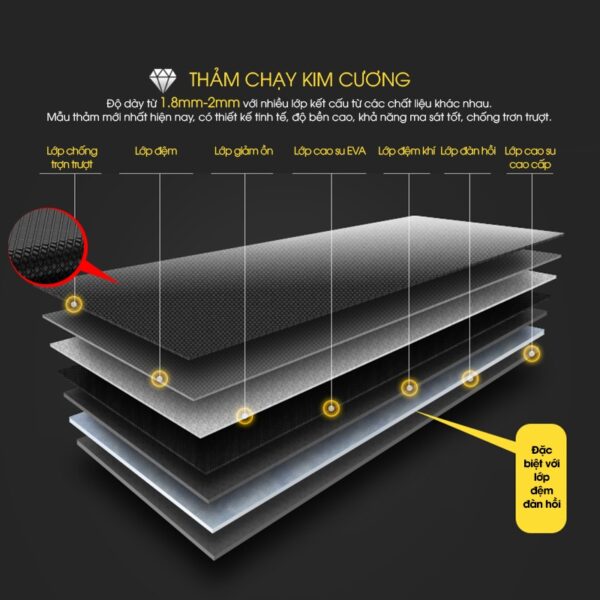 THẢM CHẠY KIM CƯƠNG
Độ dày từ 1.8mm-2mm với nhiều lớp kết cấu từ các chất liệu khác nhau.
Mẫu thảm mới nhất hiện nay, có thiết kế tinh tế, độ bền cao, khả năng ma sát tốt, chống trơn trượt.
Lớp chống
trợn trượt
Lớp đệm
Lớp giảm ồn
Lớp cao su EVA
Lớp đệm khí
Lớp đàn hồi
Lớp cao su
cao cấp
Đặc
biệt với
lớp
đệm
đàn hồi